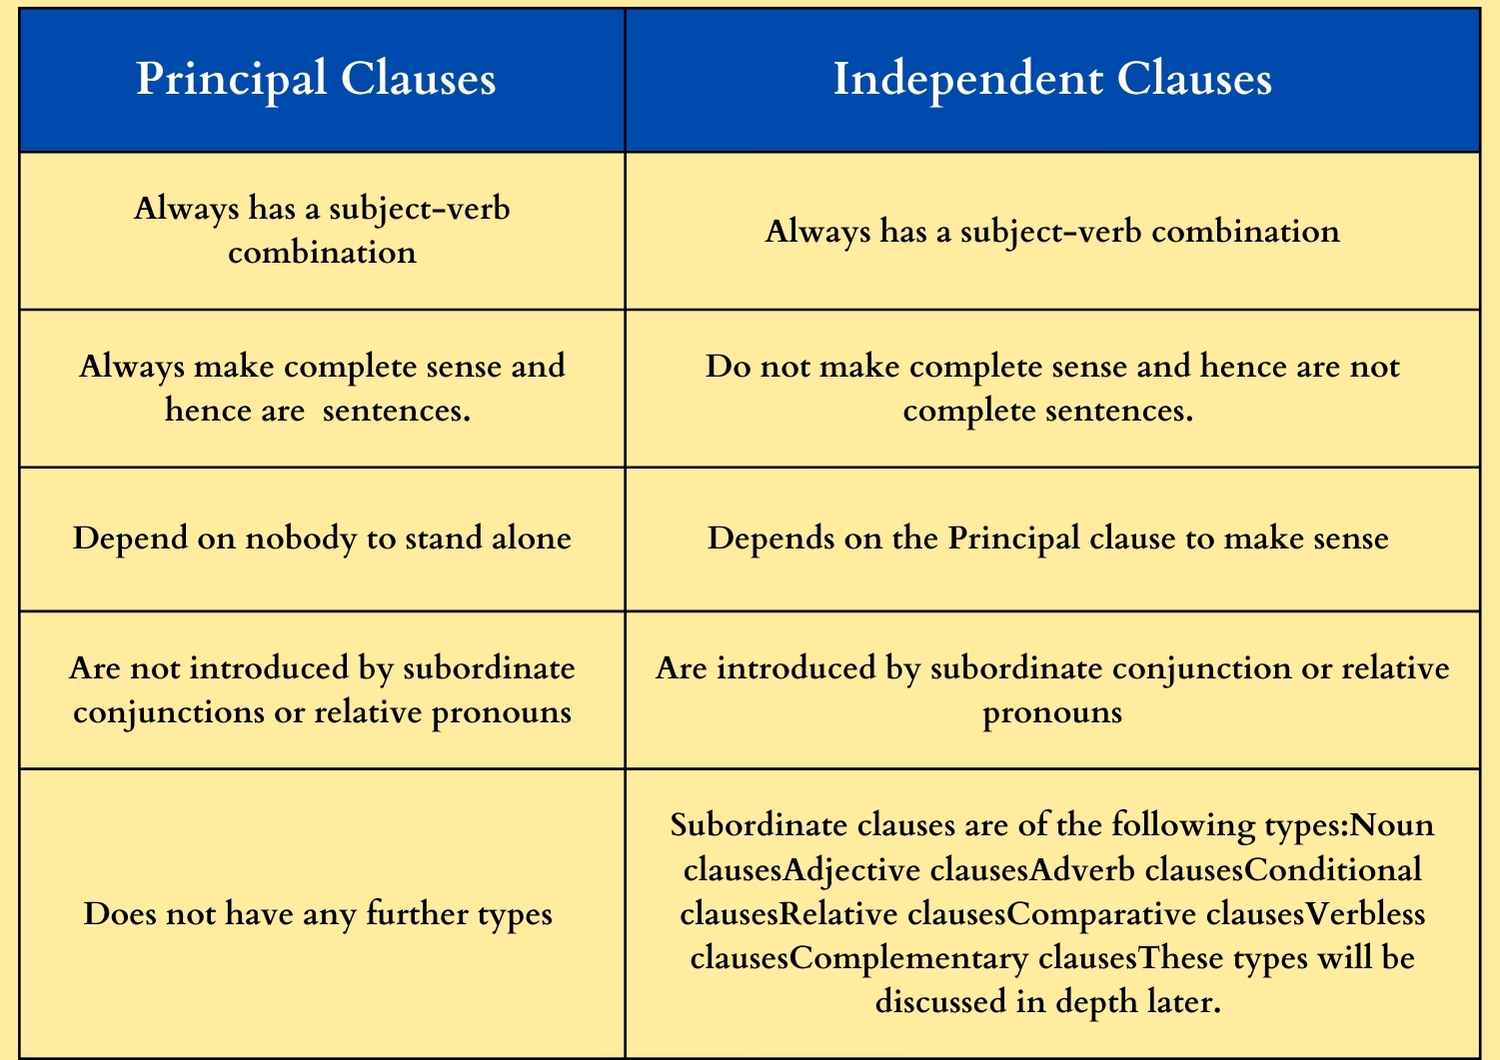 Principal Clauses
Independent Clauses
Always has a subject-verb
combination
Always has a subject-verb combination
Always make complete sense and
hence are sentences.
Do not make complete sense and hence are not
complete sentences.
Depend on nobody to stand alone
Depends on the Principal clause to make sense
Are not introduced by subordinate
conjunctions or relative pronouns
Are introduced by subordinate conjunction or relative
pronouns
Does not have any further types
Subordinate clauses are of the following types:Noun
clausesAdjective clausesAdverb clausesConditional
clausesRelative clausesComparative clausesVerbless
clausesComplementary clausesThese types will be
discussed in depth later.